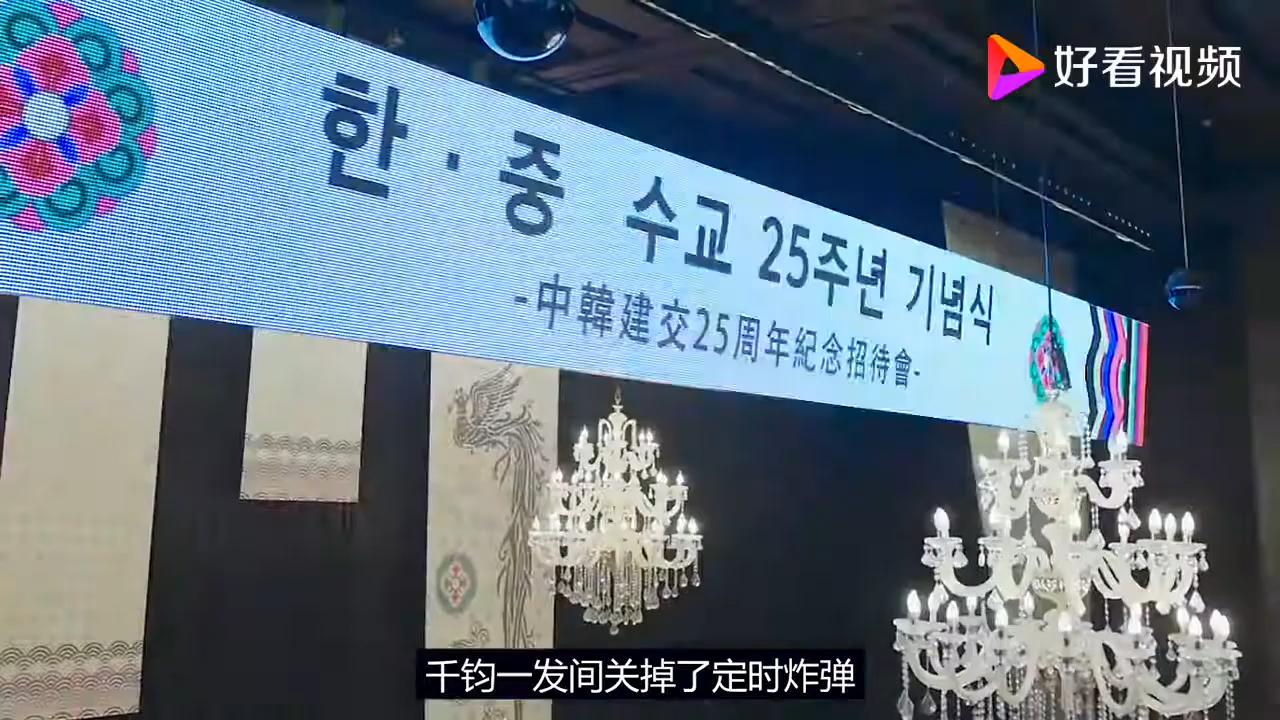 好看视频
한·중 수교 25주년 기념식
-中韓建交25周年紀念招待會-
千钧一发间关掉了定时炸弹